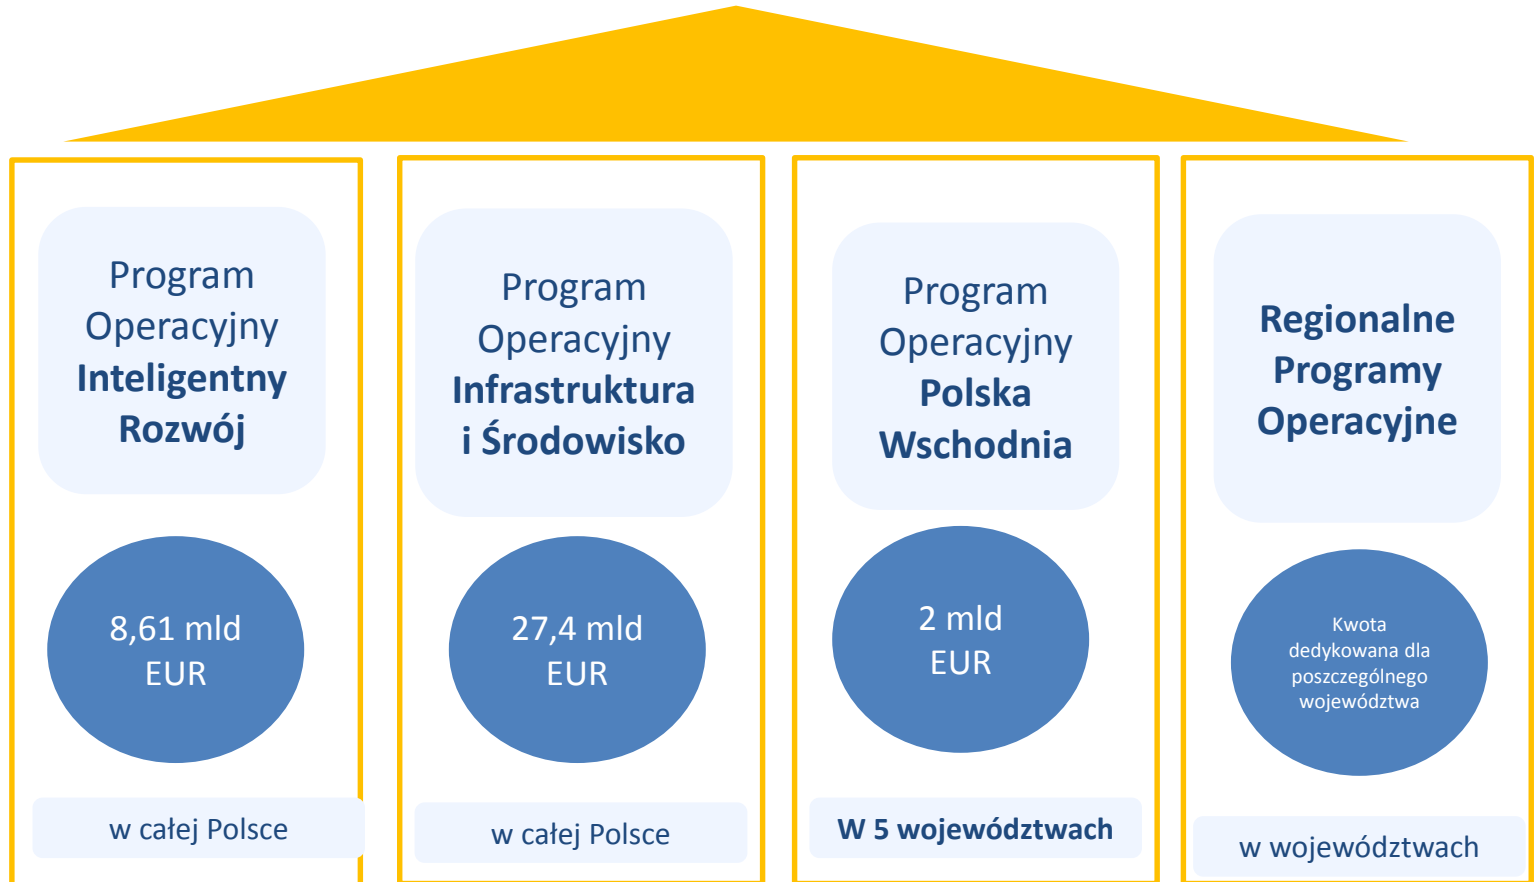 Program
Operacyjny
Inteligentny
Rozwój
8,61 mld
EUR
w całej Polsce
Program
Operacyjny
Infrastruktura
i Środowisko
27,4 mld
EUR
w całej Polsce
Program
Operacyjny
Polska
Wschodnia
2 mld
EUR
W 5 województwach
Regionalne
Programy
Operacyjne
Kwota
dedykowana dla
poszczególnego
województwa
w województwach